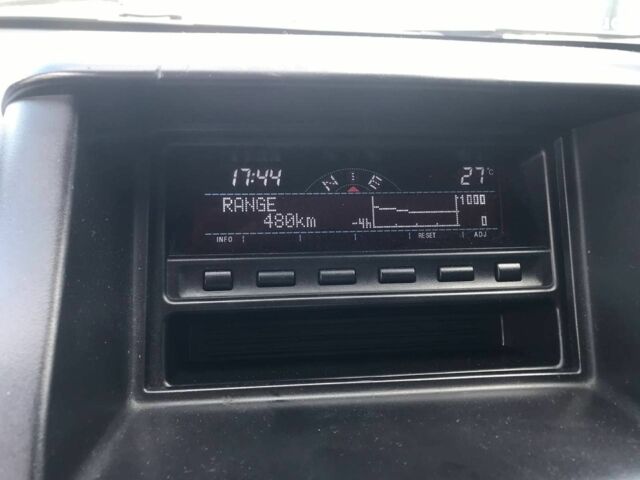 17:44 E 27°C
RANGE 1000
480km -4h 0
INFO RESET ADJ